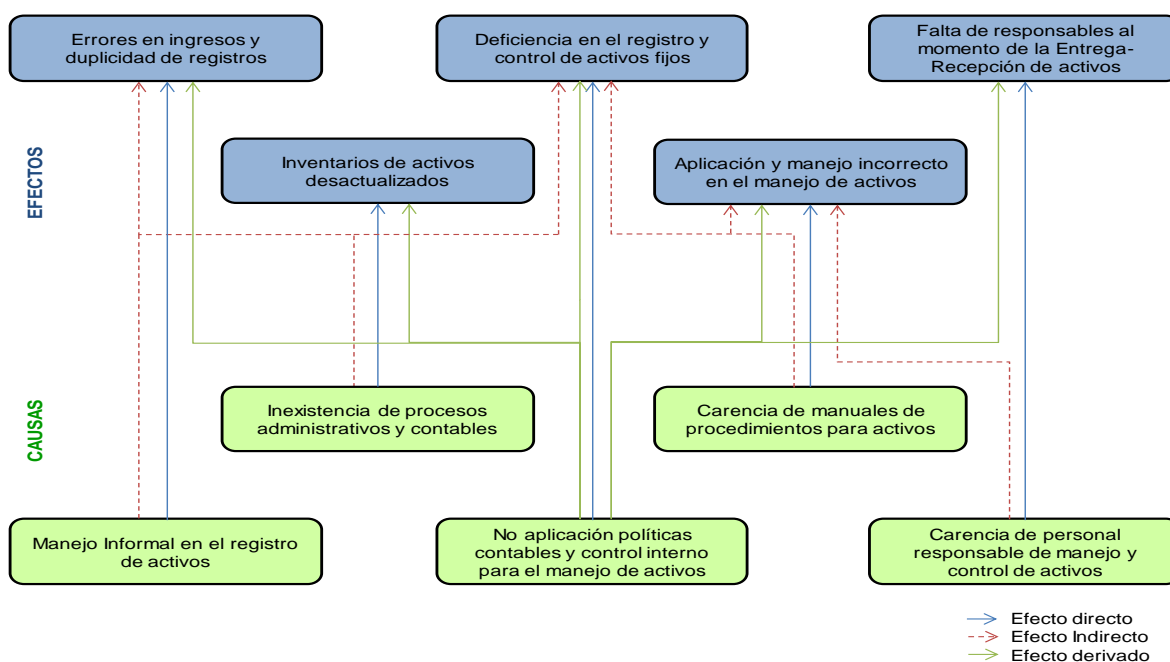 Errores en ingresos y
duplicidad de registros
Deficiencia en el registro y
control de activos fijos
Falta de responsables al
momento de la Entrega-
Recepción de activos
EFECTOS
Inventarios de activos
desactualizados
Aplicación y manejo incorrecto
en el manejo de activos
CAUSAS
Inexistencia de procesos
administrativos y contables
Carencia de manuales de
procedimientos para activos
Manejo Informal en el registro
de activos
No aplicación políticas
contables y control interno
para el manejo de activos
Carencia de personal
responsable de manejo y
control de activos
Efecto directo
Efecto Indirecto
Efecto derivado